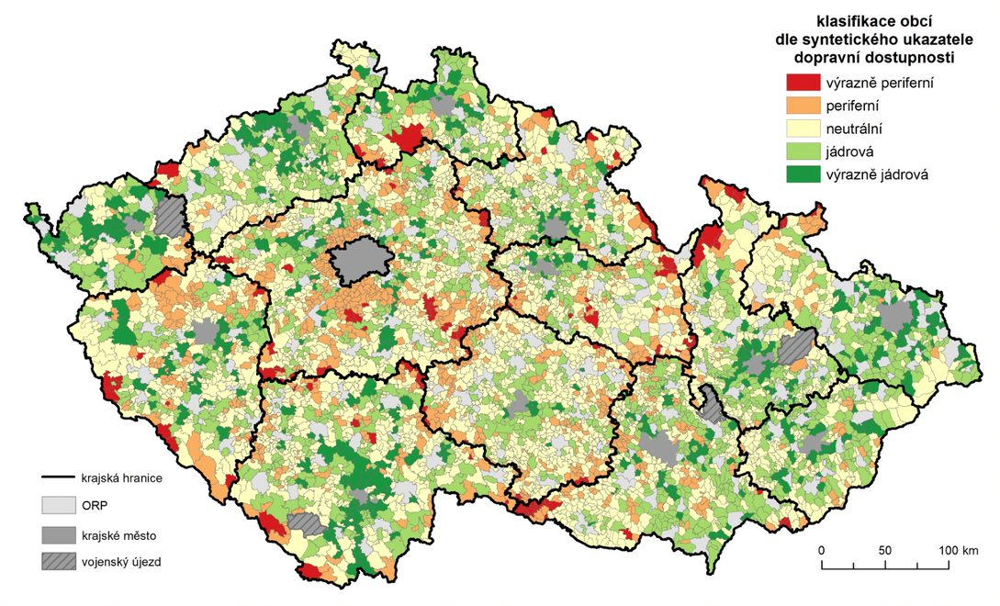 klasifikace obcí
dle syntetického ukazatele
dopravní dostupnosti
výrazně periferní
periferní
neutrální
jádrová
výrazně jádrová
krajská hranice
ORP
krajské město
vojenský újezd
0 50 100 km